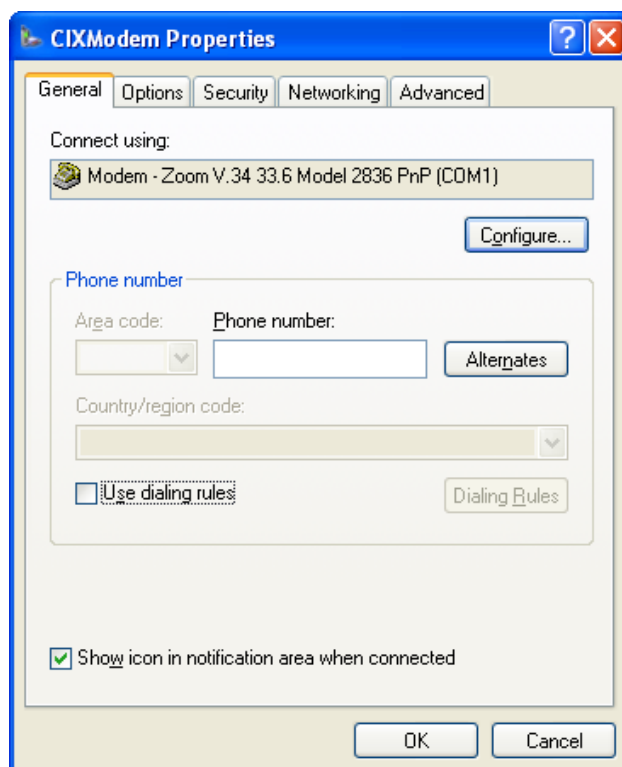 CIXModem Properties
General Options Security Networking Advanced
Connect using:
Modem - Zoom V.34 33.6 Model 2836 PnP (COM1)
Configure...
Phone number
Area code: Phone number:
Alternates
Country/region code:
Use dialing rules Dialing Rules
Show icon in notification area when connected
OK Cancel